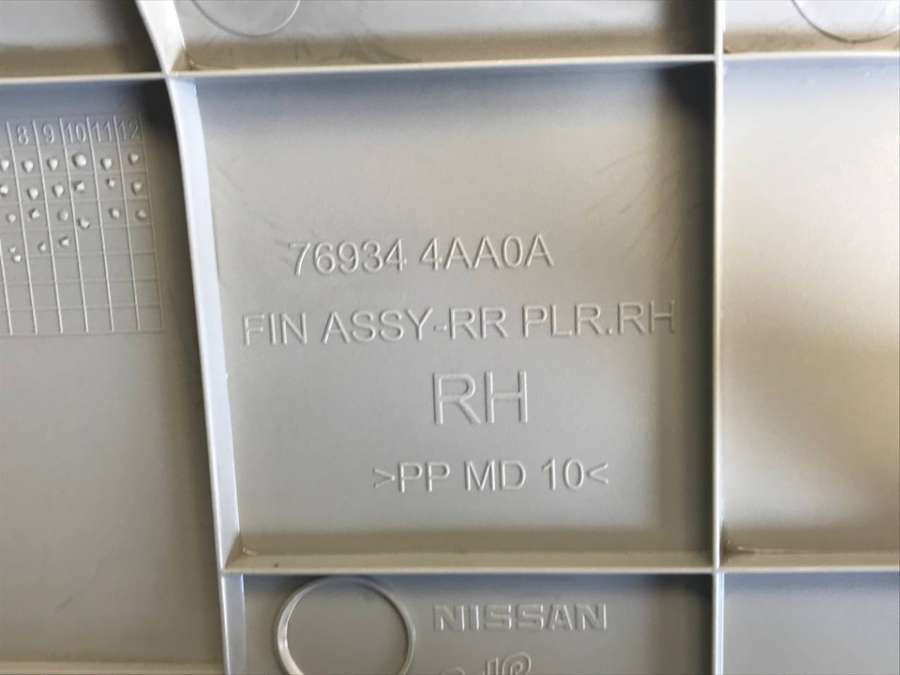 8 9 10 11 12
76934 4AA0A
FIN ASSY-RR PLR.RH
RH
>PP MD 10<
NISSAN